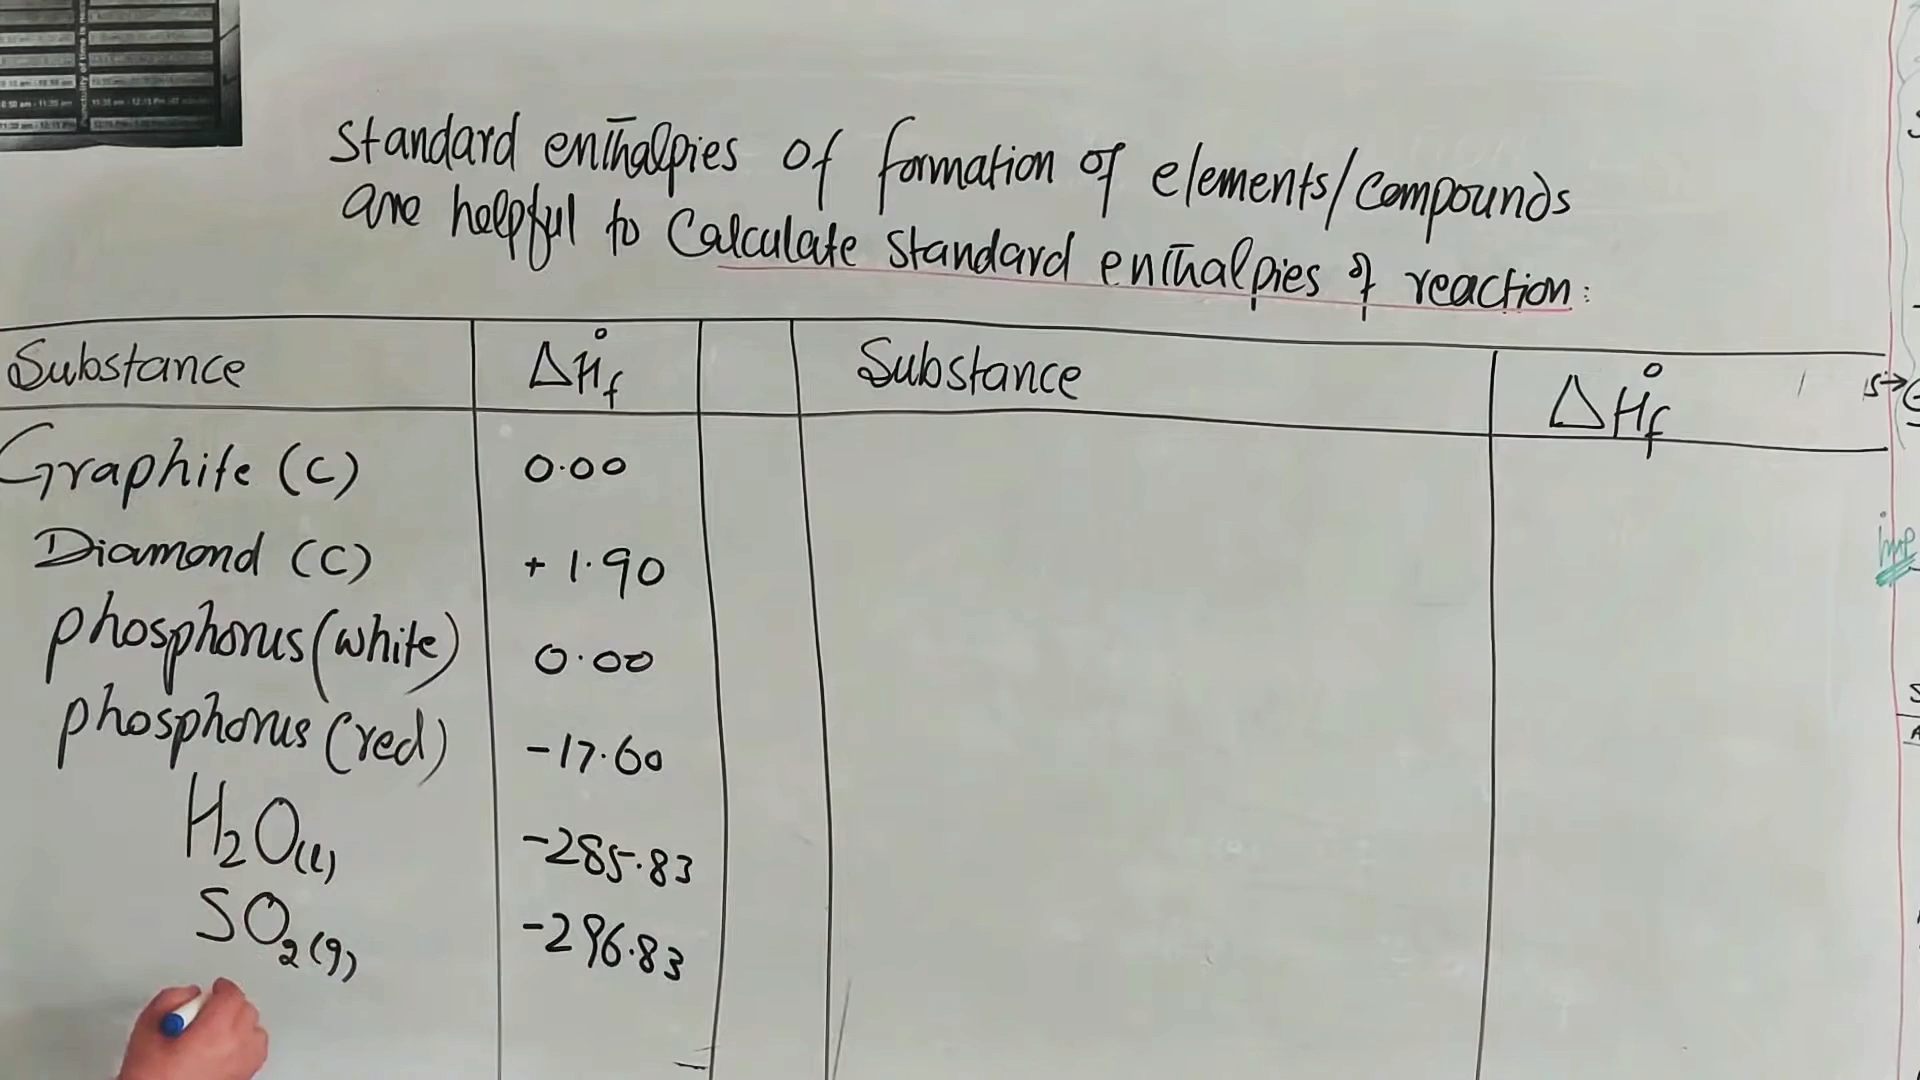 Standard enthalpies of formation of elements/compounds
are helpful to Calculate standard enthalpies of reaction:
Substance ΔH°f Substance ΔH°f
Graphite (C) 0.00
Diamond (C) +1.90
phosphorus (white) 0.00
phosphorus (red) -17.60
H₂O(l) -285.83
SO₂(g) -296.83
imp